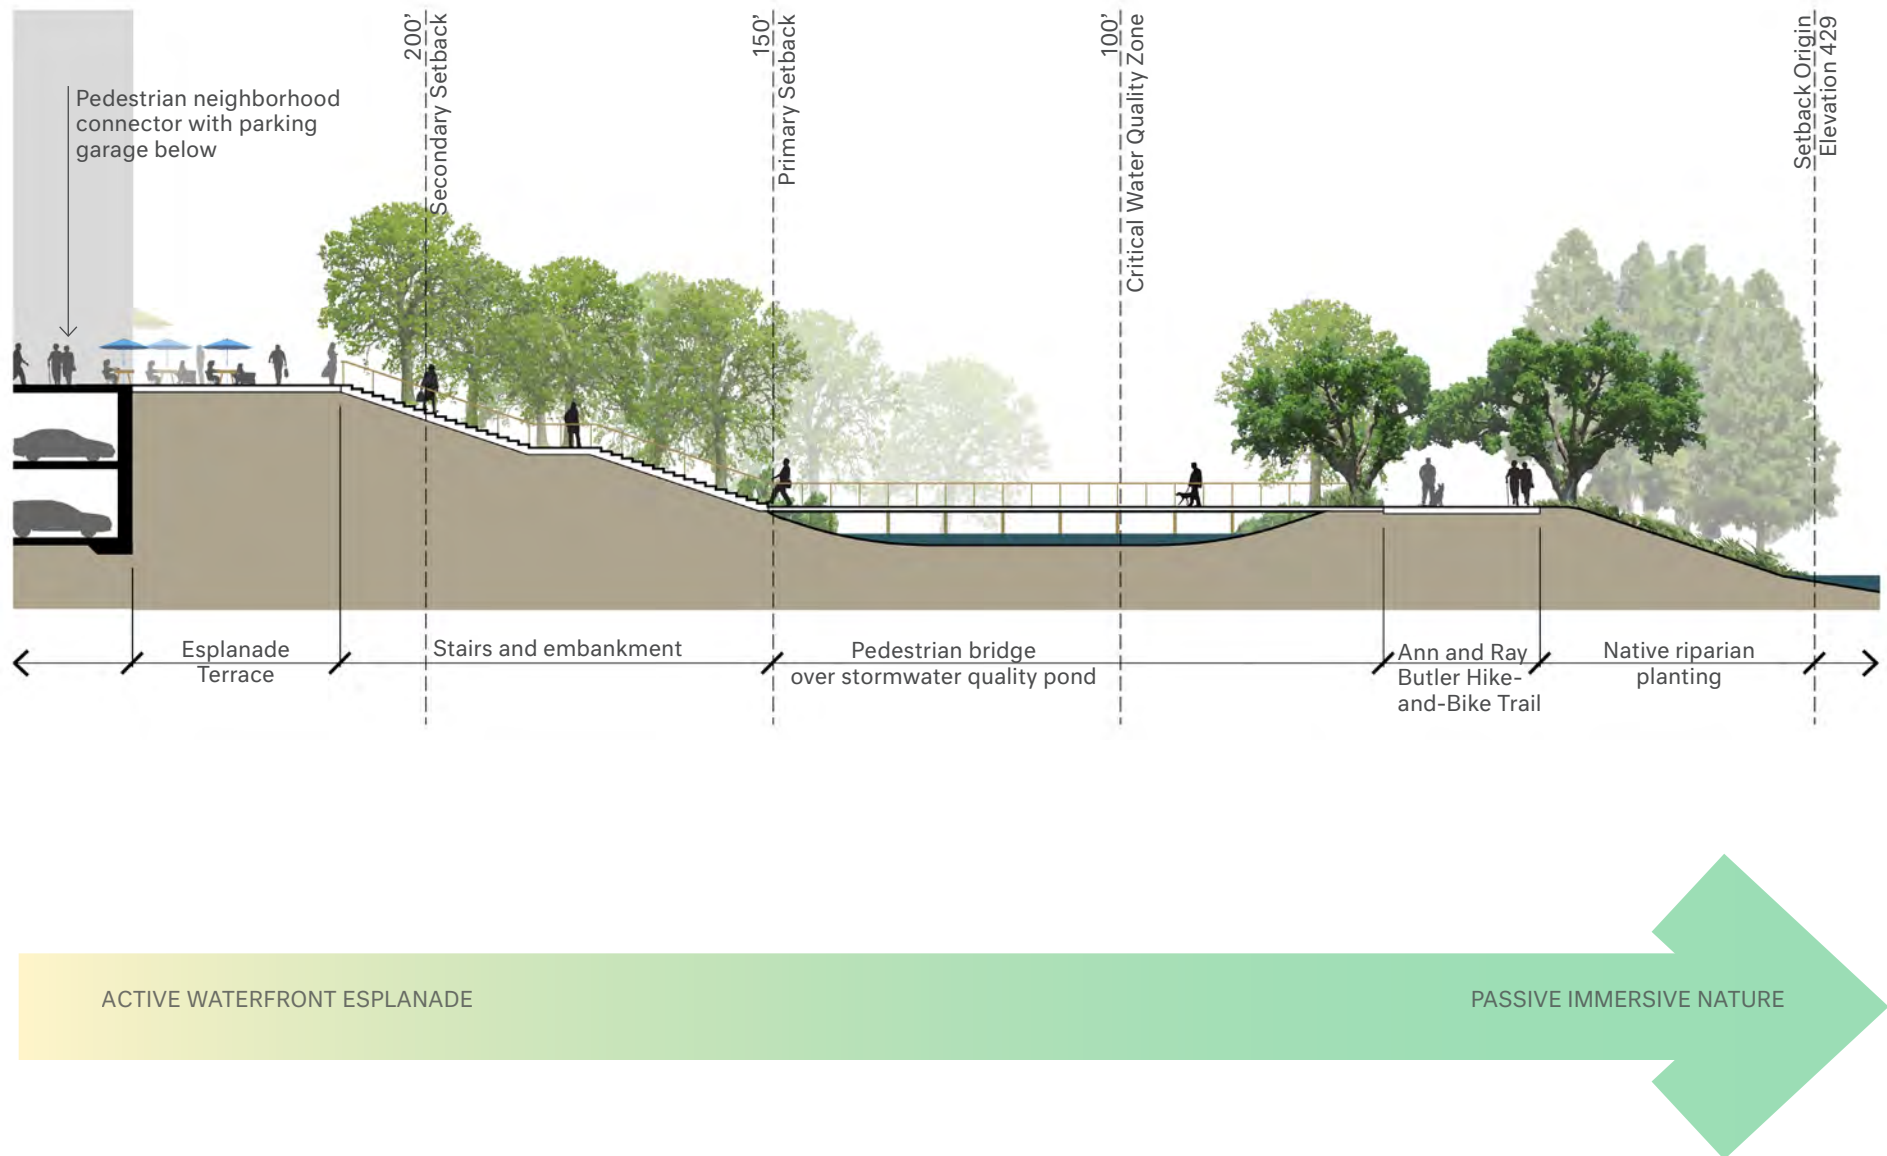 200’
Secondary Setback
150’
Primary Setback
100’
Critical Water Quality Zone
Setback Origin
Elevation 429
Pedestrian neighborhood
connector with parking
garage below
Esplanade
Terrace
Stairs and embankment
Pedestrian bridge
over stormwater quality pond
Ann and Ray
Butler Hike-
and-Bike Trail
Native riparian
planting
ACTIVE WATERFRONT ESPLANADE
PASSIVE IMMERSIVE NATURE